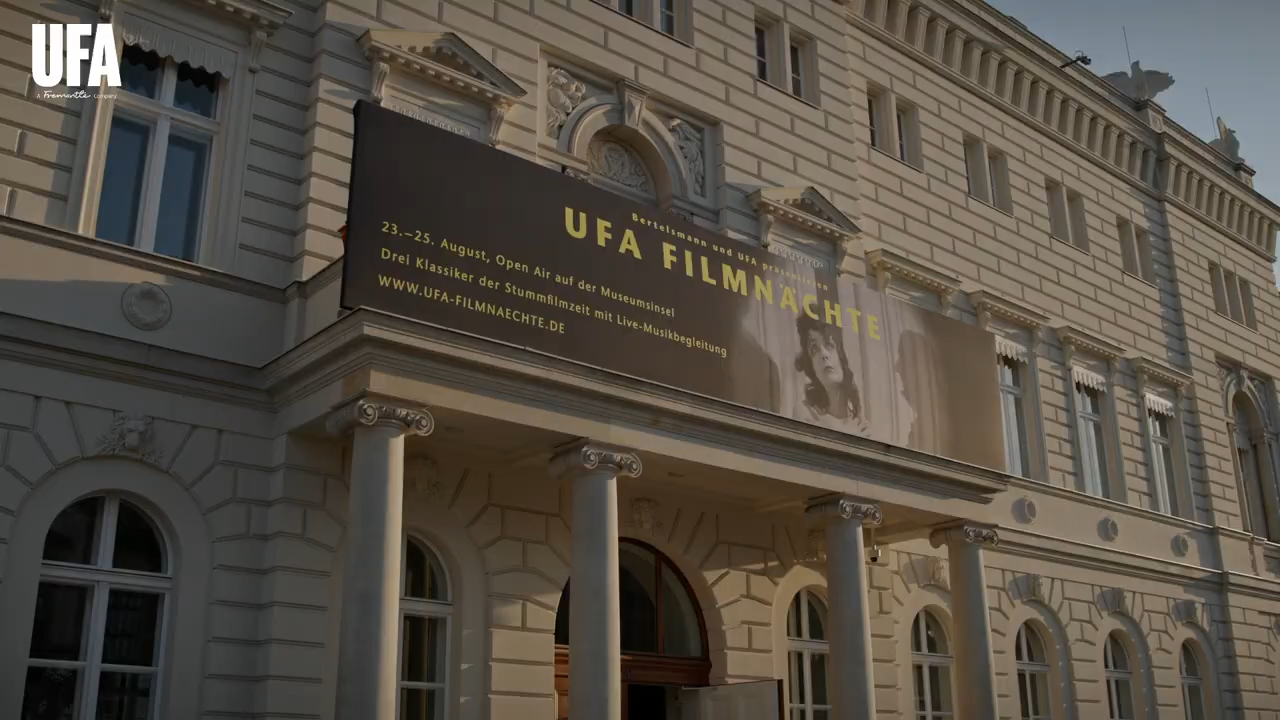 UFA
A Fremantle Company
Bertelsmann und UFA präsentieren
UFA FILMNÄCHTE
23.–25. August, Open Air auf der Museumsinsel
Drei Klassiker der Stummfilmzeit mit Live-Musikbegleitung
WWW.UFA-FILMNAECHTE.DE